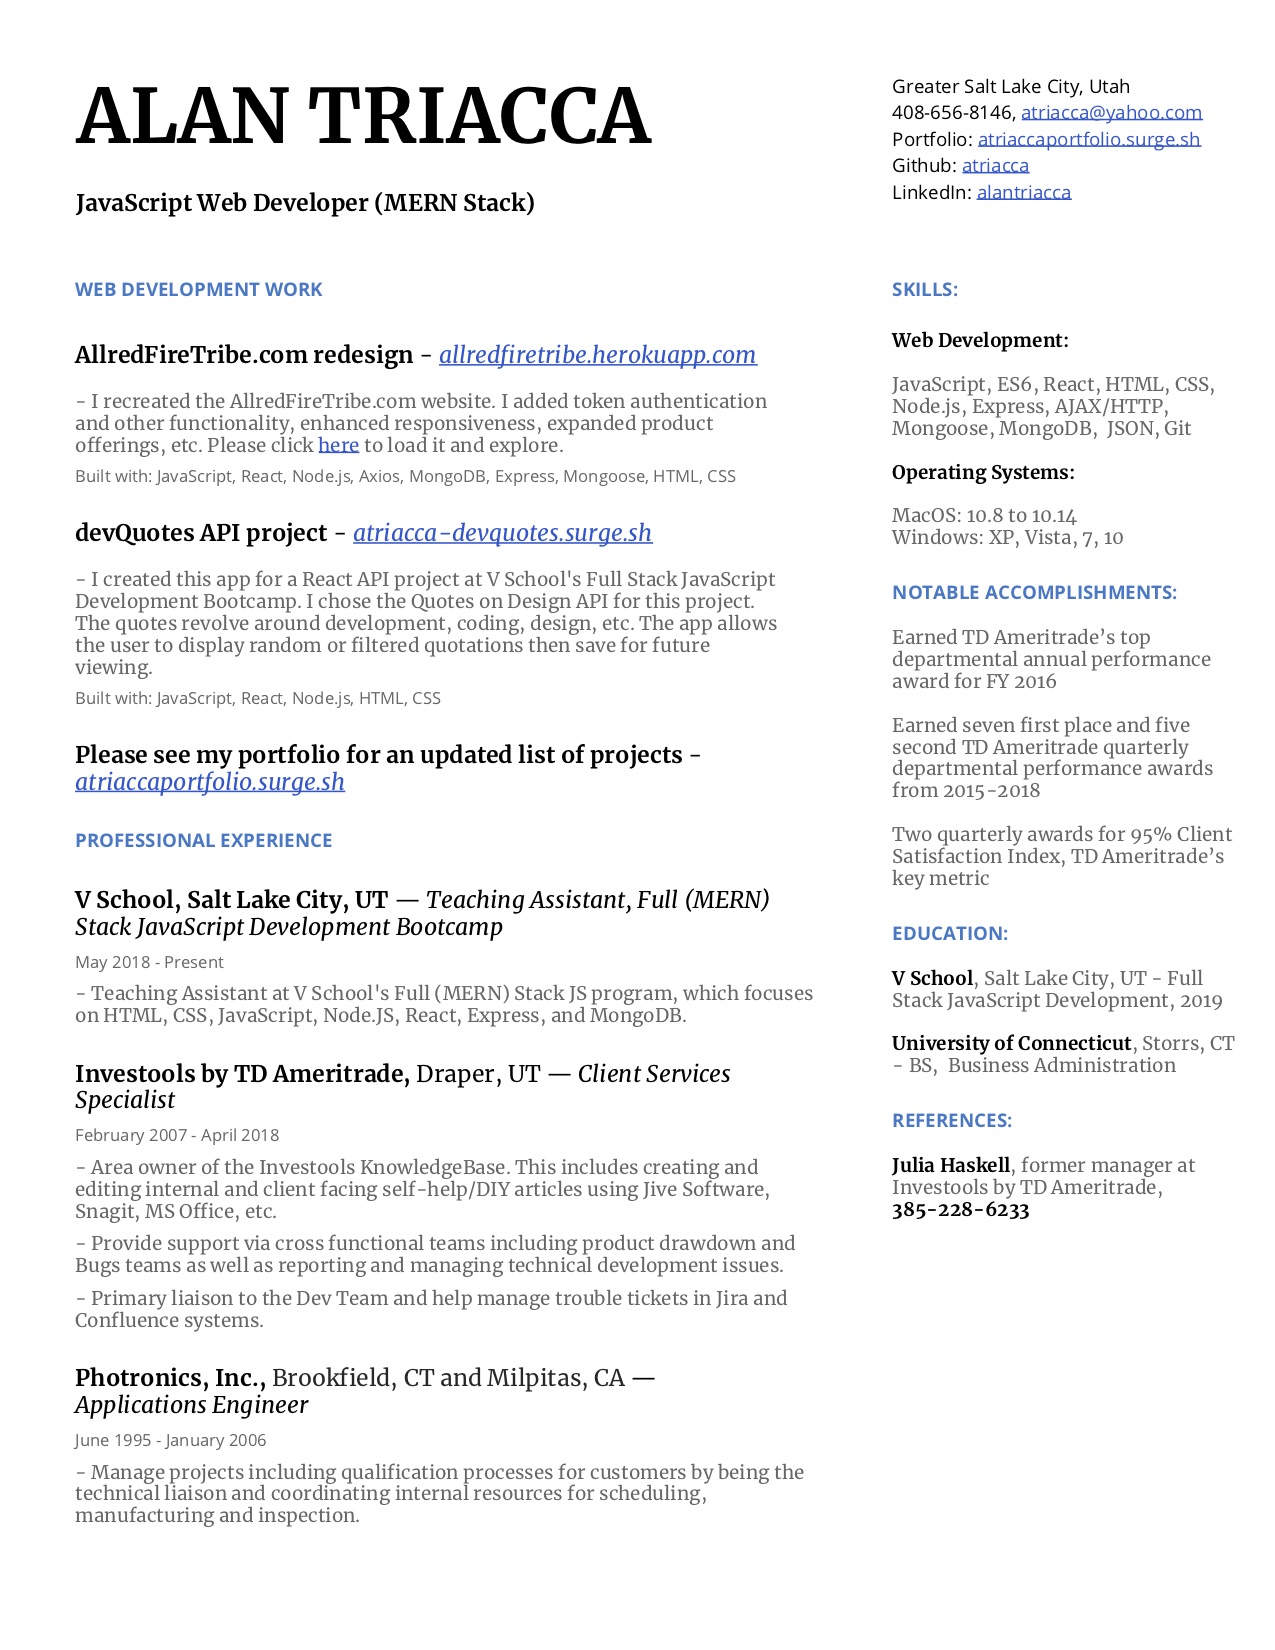 ALAN TRIACCA
JavaScript Web Developer (MERN Stack)
Greater Salt Lake City, Utah
408-656-8146, atriacca@yahoo.com
Portfolio: atriaccaportfolio.surge.sh
Github: atriacca
LinkedIn: alantriacca
WEB DEVELOPMENT WORK
AllredFireTribe.com redesign - allredfiretribe.herokuapp.com
- I recreated the AllredFireTribe.com website. I added token authentication
and other functionality, enhanced responsiveness, expanded product
offerings, etc. Please click here to load it and explore.
Built with: JavaScript, React, Node.js, Axios, MongoDB, Express, Mongoose, HTML, CSS
devQuotes API project - atriacca-devquotes.surge.sh
- I created this app for a React API project at V School's Full Stack JavaScript
Development Bootcamp. I chose the Quotes on Design API for this project.
The quotes revolve around development, coding, design, etc. The app allows
the user to display random or filtered quotations then save for future
viewing.
Built with: JavaScript, React, Node.js, HTML, CSS
Please see my portfolio for an updated list of projects -
atriaccaportfolio.surge.sh
PROFESSIONAL EXPERIENCE
V School, Salt Lake City, UT — Teaching Assistant, Full (MERN)
Stack JavaScript Development Bootcamp
May 2018 - Present
- Teaching Assistant at V School's Full (MERN) Stack JS program, which focuses
on HTML, CSS, JavaScript, Node.JS, React, Express, and MongoDB.
Investools by TD Ameritrade, Draper, UT — Client Services
Specialist
February 2007 - April 2018
- Area owner of the Investools KnowledgeBase. This includes creating and
editing internal and client facing self-help/DIY articles using Jive Software,
Snagit, MS Office, etc.
- Provide support via cross functional teams including product drawdown and
Bugs teams as well as reporting and managing technical development issues.
- Primary liaison to the Dev Team and help manage trouble tickets in Jira and
Confluence systems.
Photronics, Inc., Brookfield, CT and Milpitas, CA —
Applications Engineer
June 1995 - January 2006
- Manage projects including qualification processes for customers by being the
technical liaison and coordinating internal resources for scheduling,
manufacturing and inspection.
SKILLS:
Web Development:
JavaScript, ES6, React, HTML, CSS,
Node.js, Express, AJAX/HTTP,
Mongoose, MongoDB, JSON, Git
Operating Systems:
MacOS: 10.8 to 10.14
Windows: XP, Vista, 7, 10
NOTABLE ACCOMPLISHMENTS:
Earned TD Ameritrade’s top
departmental annual performance
award for FY 2016
Earned seven first place and five
second TD Ameritrade quarterly
departmental performance awards
from 2015-2018
Two quarterly awards for 95% Client
Satisfaction Index, TD Ameritrade’s
key metric
EDUCATION:
V School, Salt Lake City, UT - Full
Stack JavaScript Development, 2019
University of Connecticut, Storrs, CT
- BS, Business Administration
REFERENCES:
Julia Haskell, former manager at
Investools by TD Ameritrade,
385-228-6233